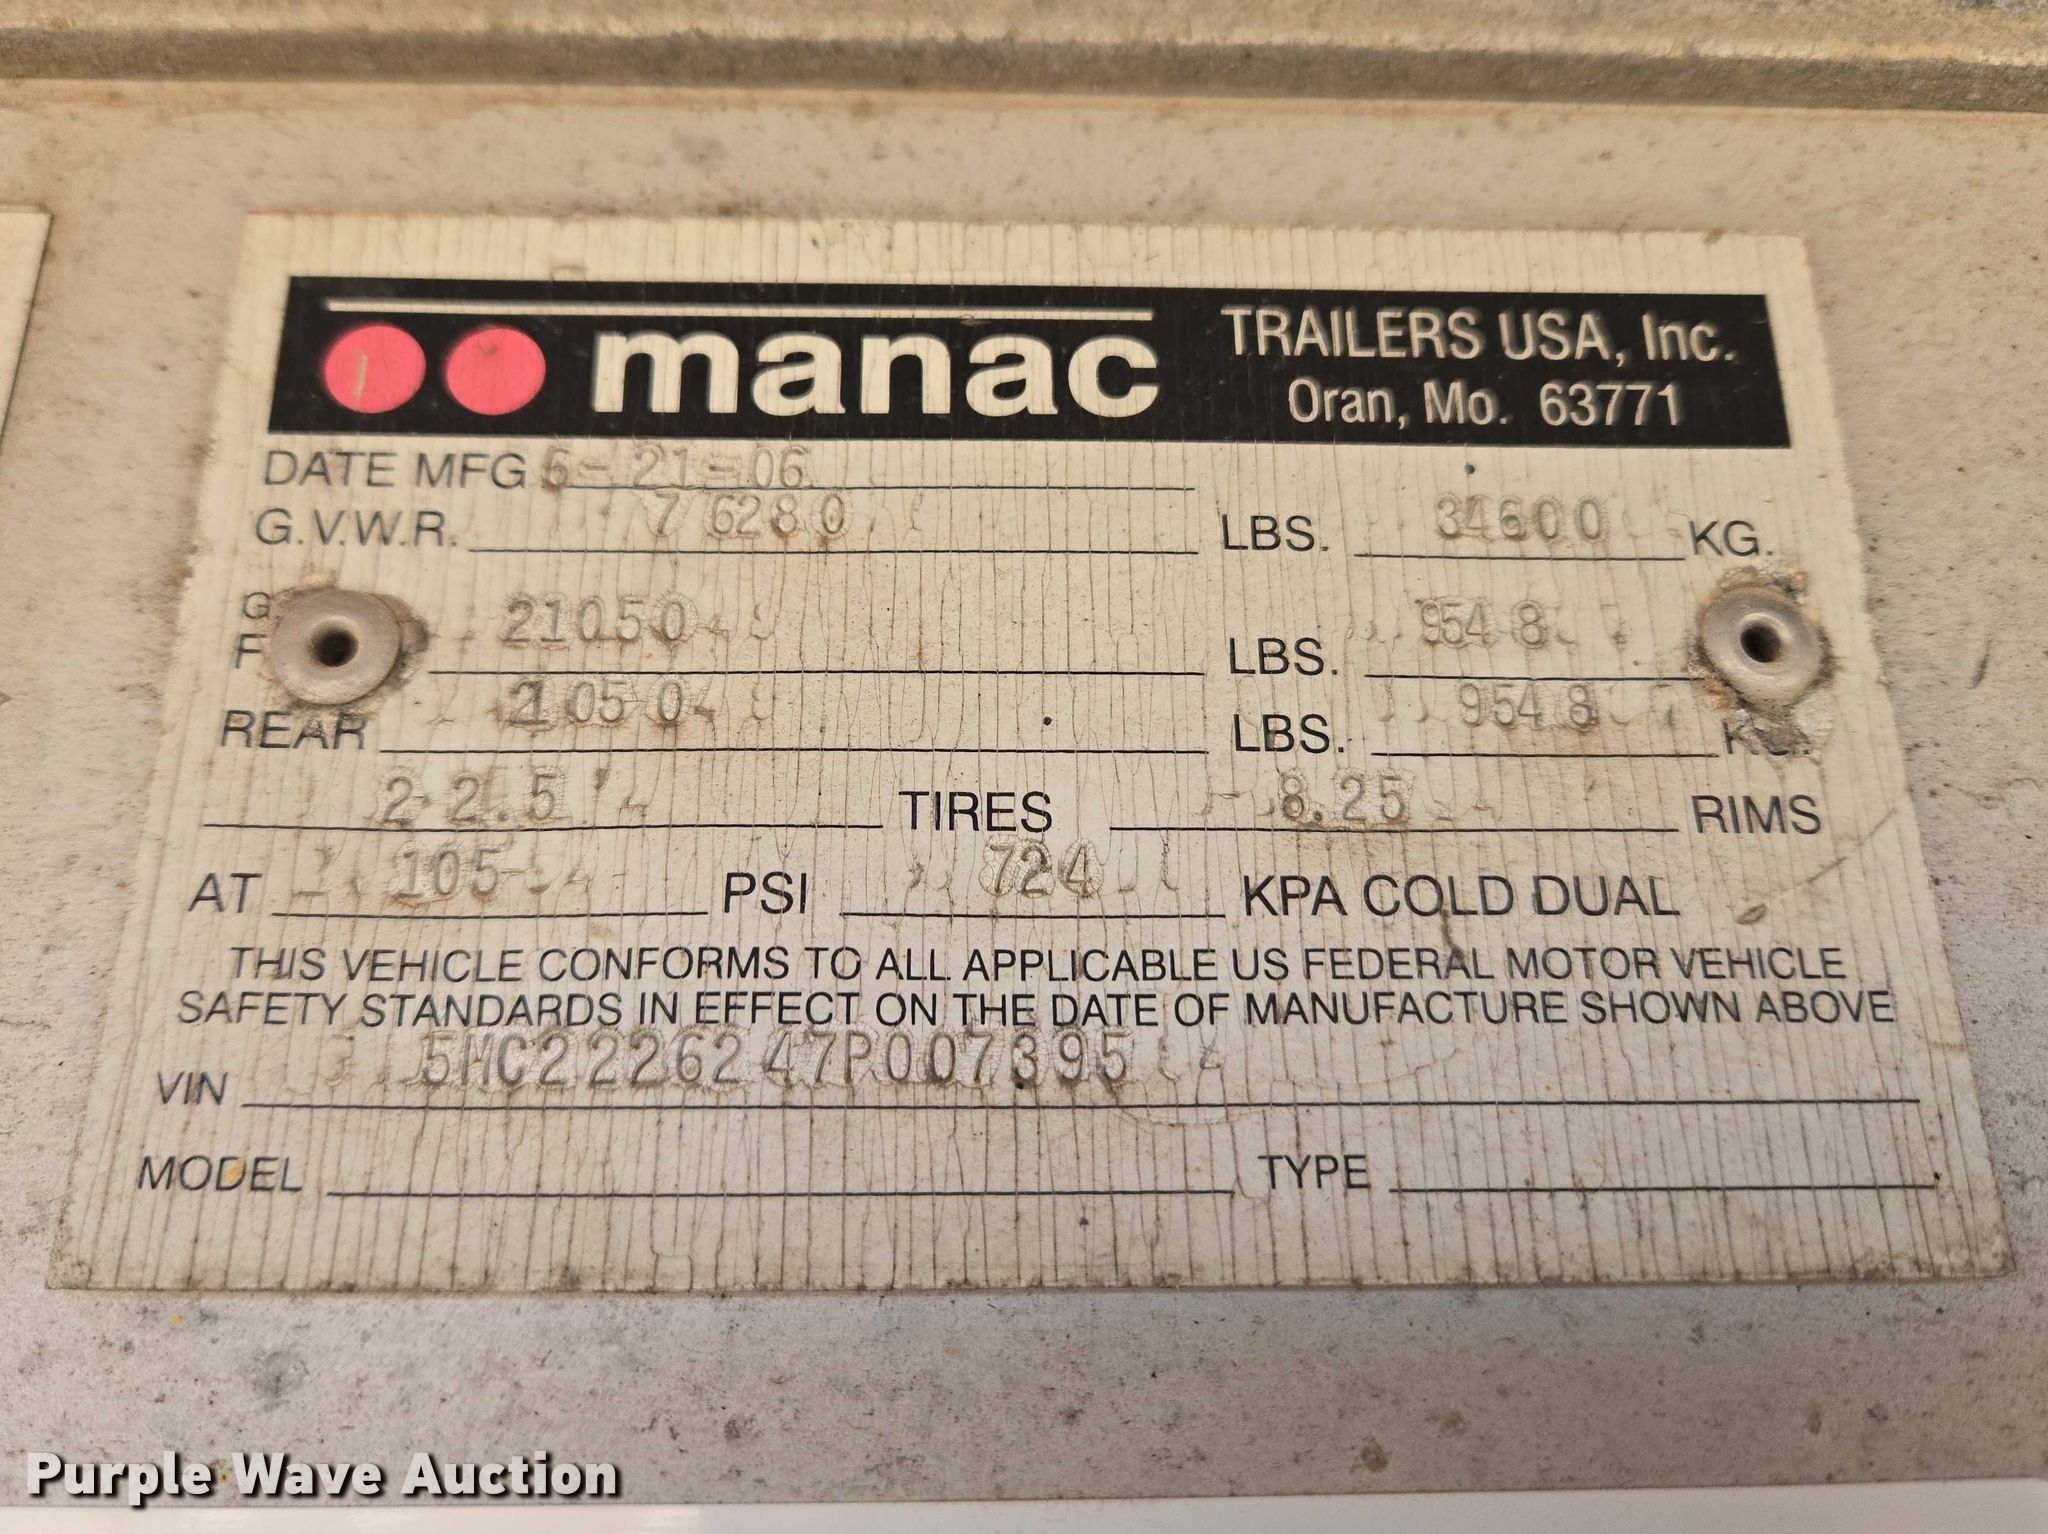 manac TRAILERS USA, Inc.
Oran, Mo. 63771
DATE MFG 6-21-06
G.V.W.R. 76280 LBS. 34600 KG.
21050 LBS. 9548
REAR 21050 LBS. 9548
22.5 TIRES 8.25 RIMS
AT 105 PSI 724 KPA COLD DUAL
THIS VEHICLE CONFORMS TO ALL APPLICABLE US FEDERAL MOTOR VEHICLE
SAFETY STANDARDS IN EFFECT ON THE DATE OF MANUFACTURE SHOWN ABOVE
VIN 5MC2226247P007395
MODEL TYPE
Purple Wave Auction